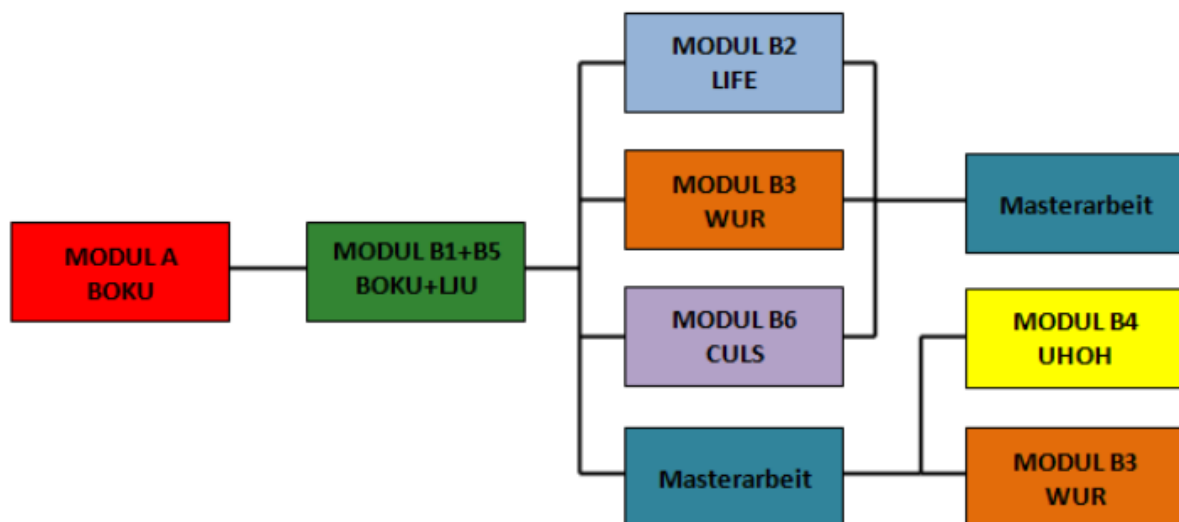 MODUL A
BOKU
MODUL B1+B5
BOKU+LJU
MODUL B2
LIFE
MODUL B3
WUR
MODUL B6
CULS
Masterarbeit
Masterarbeit
MODUL B4
UHOH
MODUL B3
WUR